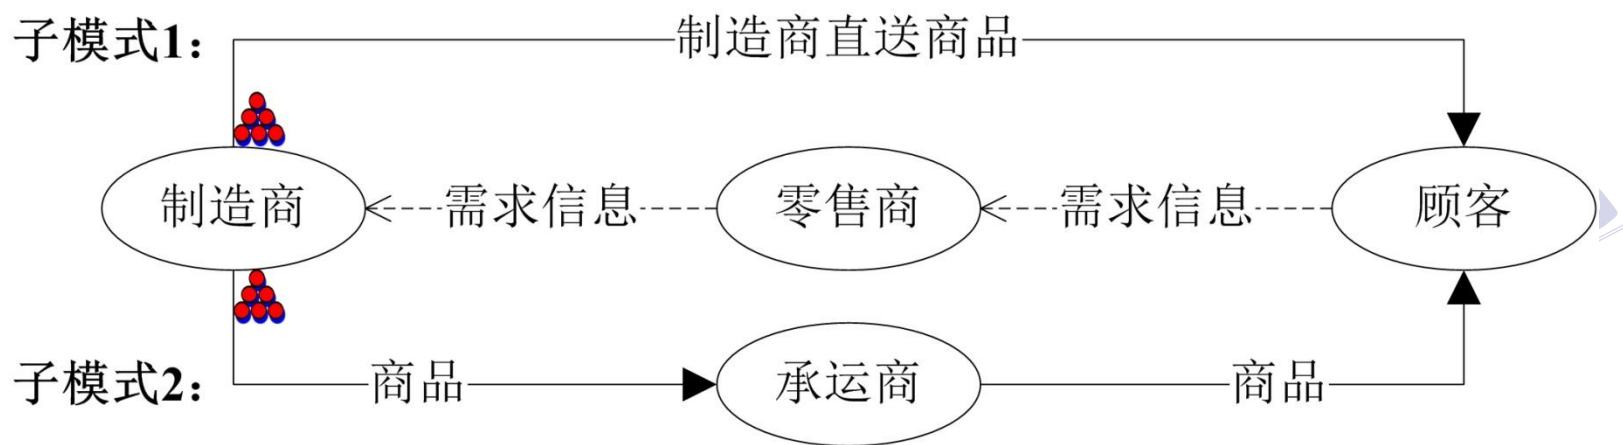 子模式1： 制造商直送商品
制造商 需求信息 零售商 需求信息 顾客
子模式2： 商品 承运商 商品